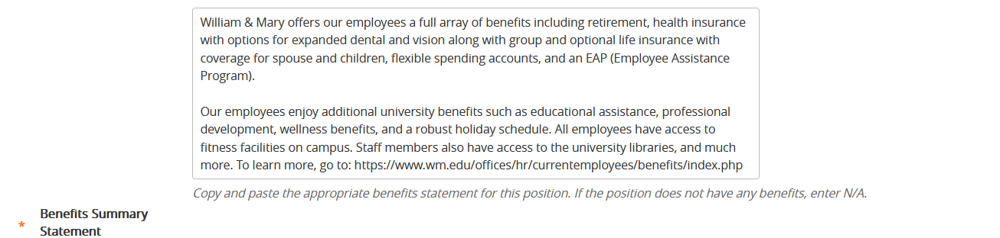 William & Mary offers our employees a full array of benefits including retirement, health insurance
with options for expanded dental and vision along with group and optional life insurance with
coverage for spouse and children, flexible spending accounts, and an EAP (Employee Assistance
Program).

Our employees enjoy additional university benefits such as educational assistance, professional
development, wellness benefits, and a robust holiday schedule. All employees have access to
fitness facilities on campus. Staff members also have access to the university libraries, and much
more. To learn more, go to: https://www.wm.edu/offices/hr/currentemployees/benefits/index.php
Copy and paste the appropriate benefits statement for this position. If the position does not have any benefits, enter N/A.
Benefits Summary
* Statement